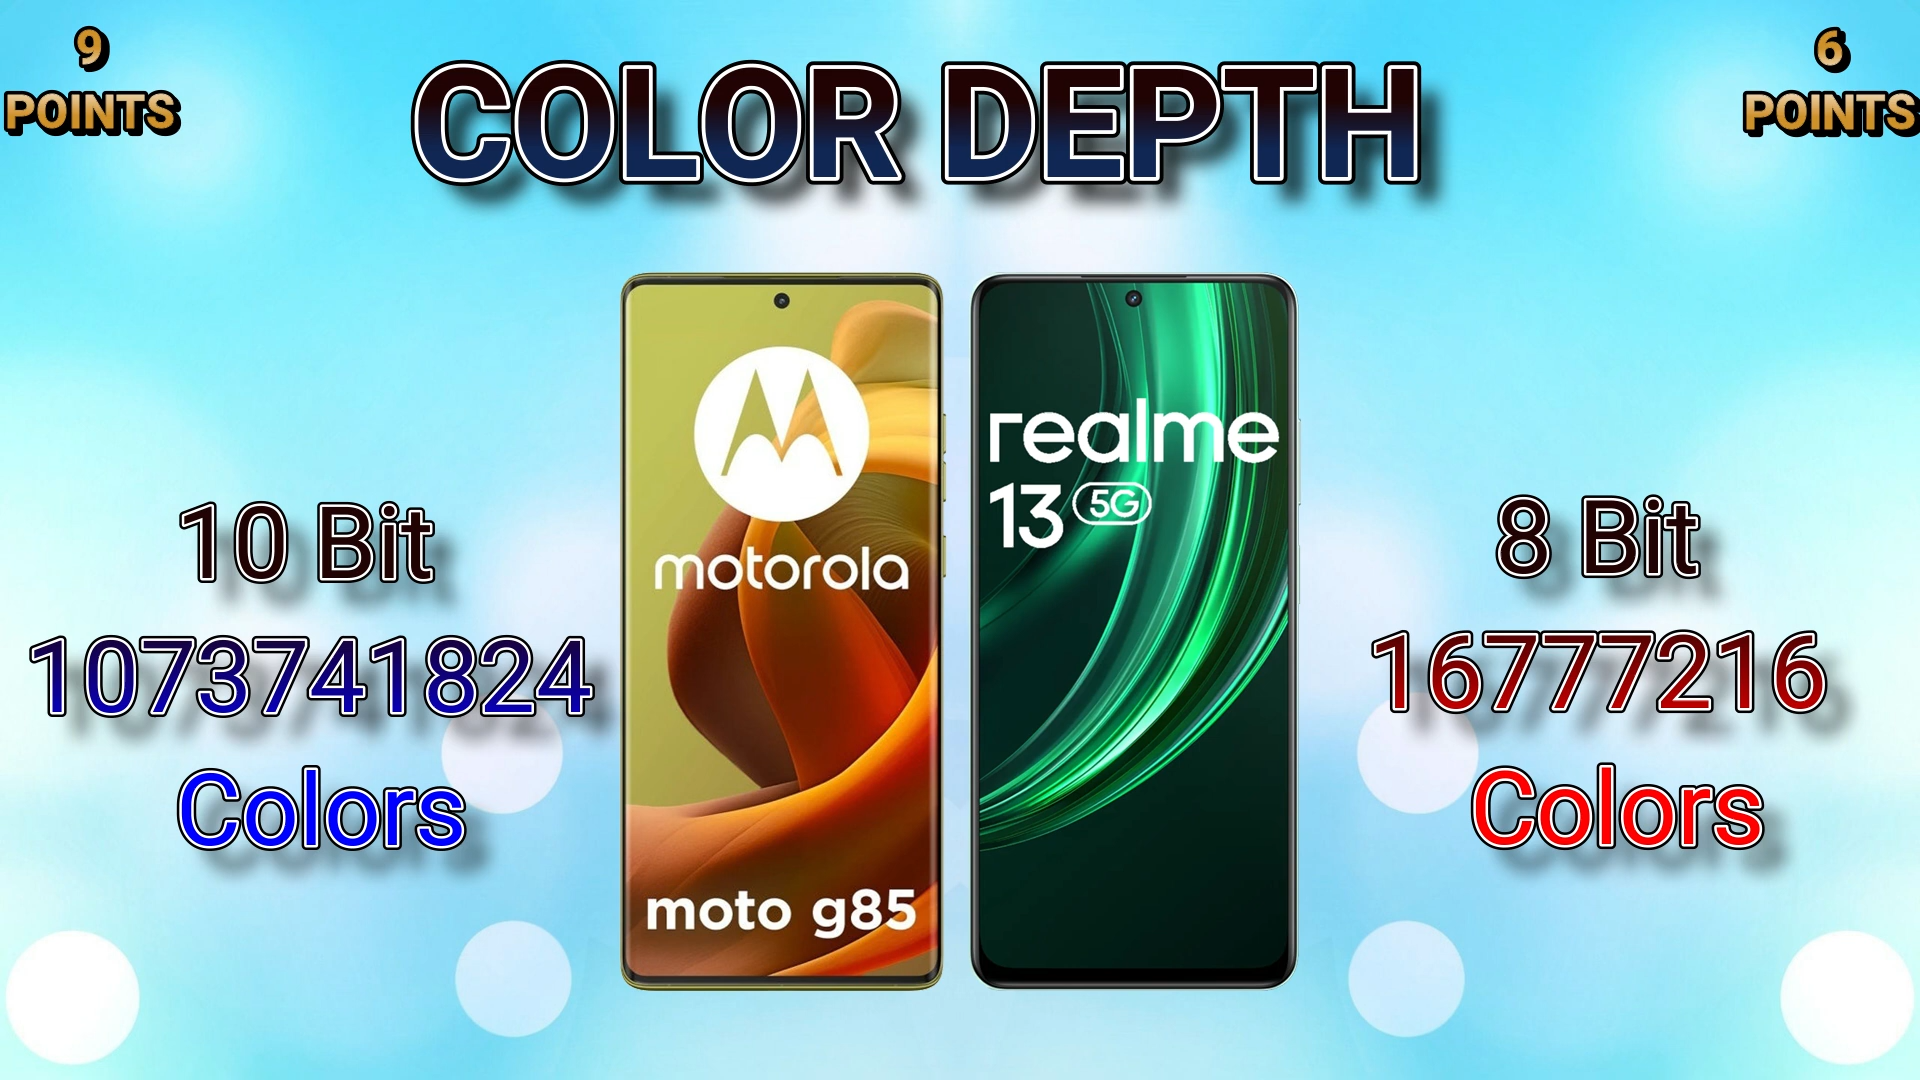 9
POINTS
COLOR DEPTH
6
POINTS
motorola
moto g85
realme
13 5G
10 Bit
1073741824
Colors
8 Bit
16777216
Colors